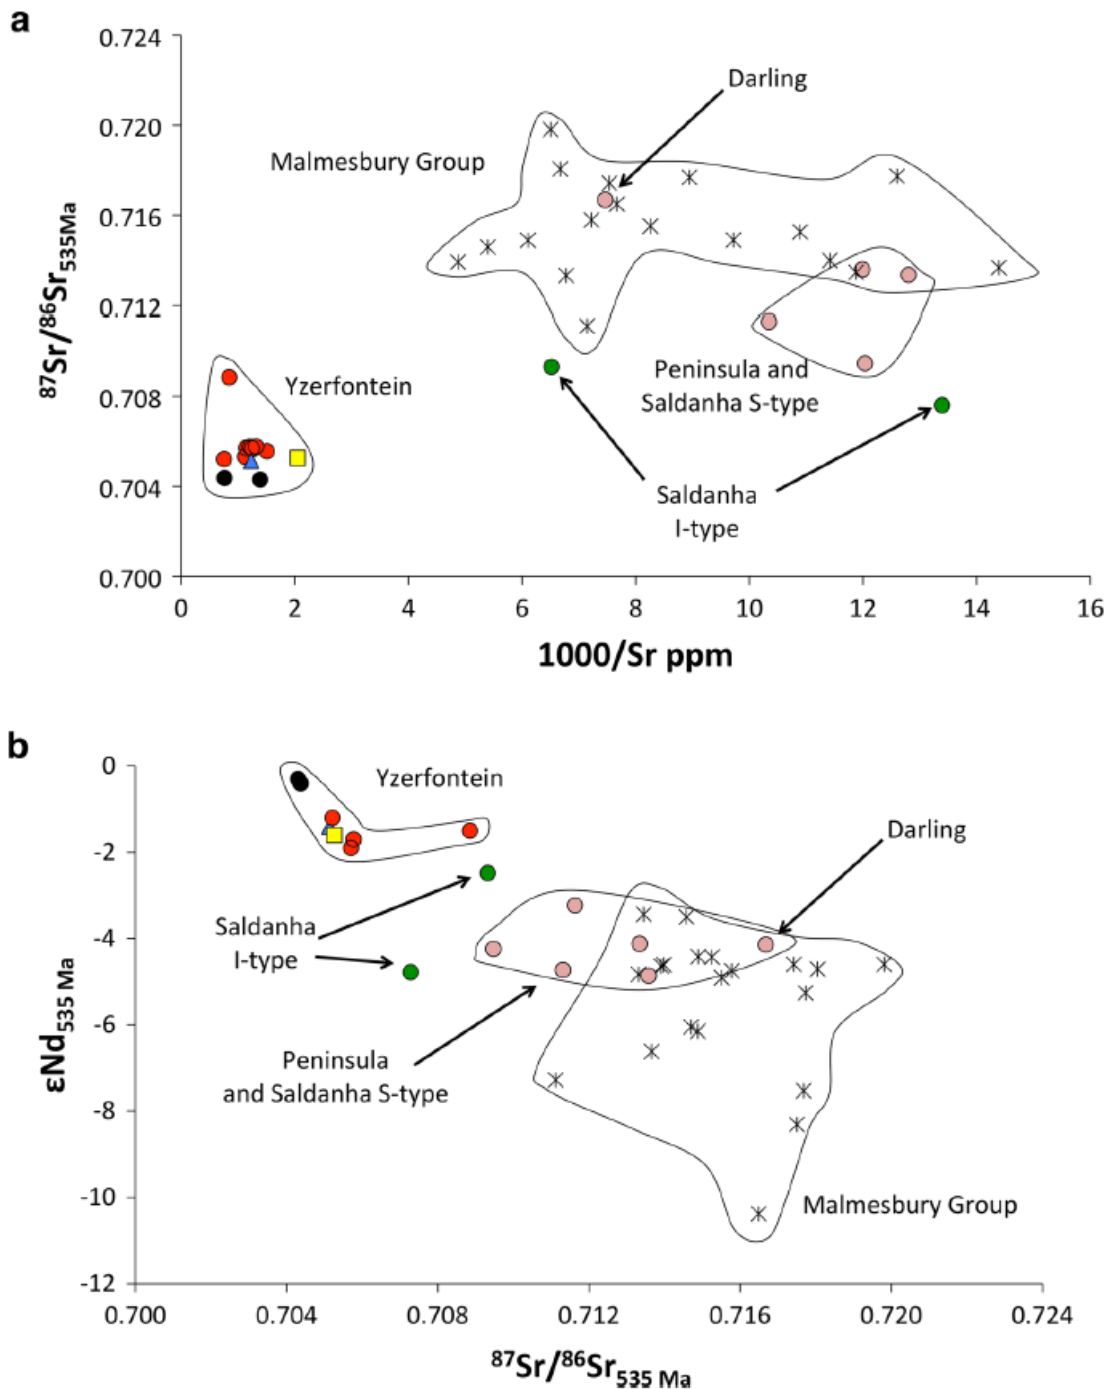 a
0.724
0.720
0.716
0.712
0.708
0.704
0.700
87Sr/86Sr535Ma
Darling
Malmesbury Group
Yzerfontein
Peninsula and
Saldanha S-type
Saldanha
I-type
0 2 4 6 8 10 12 14 16
1000/Sr ppm
b
0
-2
-4
-6
-8
-10
-12
εNd535 Ma
Yzerfontein
Darling
Saldanha
I-type
Peninsula
and Saldanha S-type
Malmesbury Group
0.700 0.704 0.708 0.712 0.716 0.720 0.724
87Sr/86Sr535 Ma